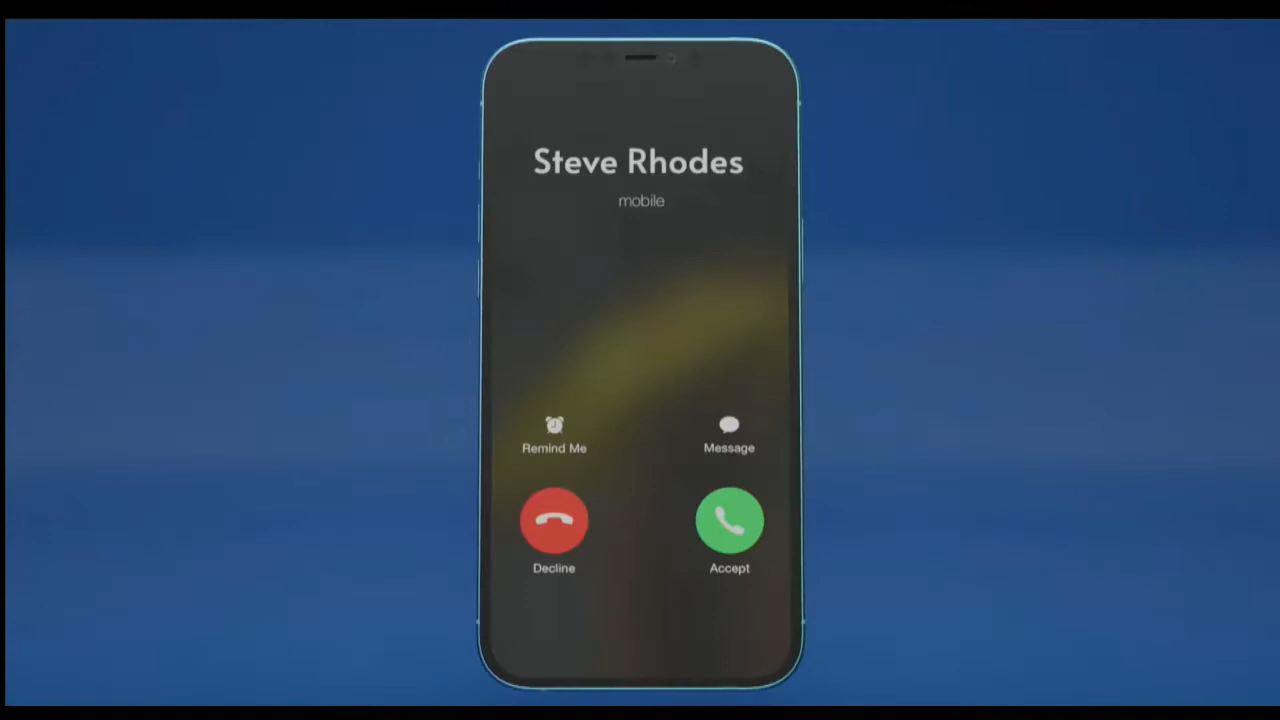 Steve Rhodes
mobile
Remind Me
Message
Decline
Accept